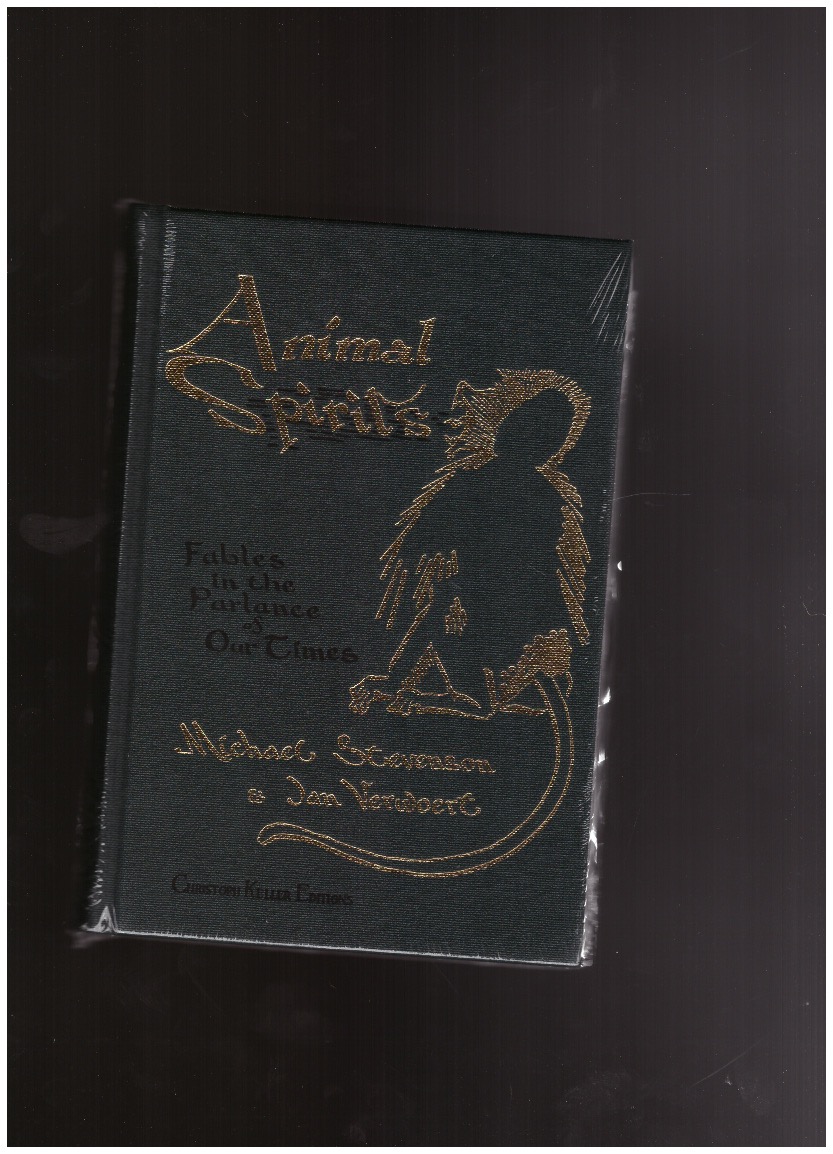 Animal
Spirits
Fables
in the
Parlance
of
Our Times
Michael Stevenson
& Jan Verwoert
Christoph Keller Editions